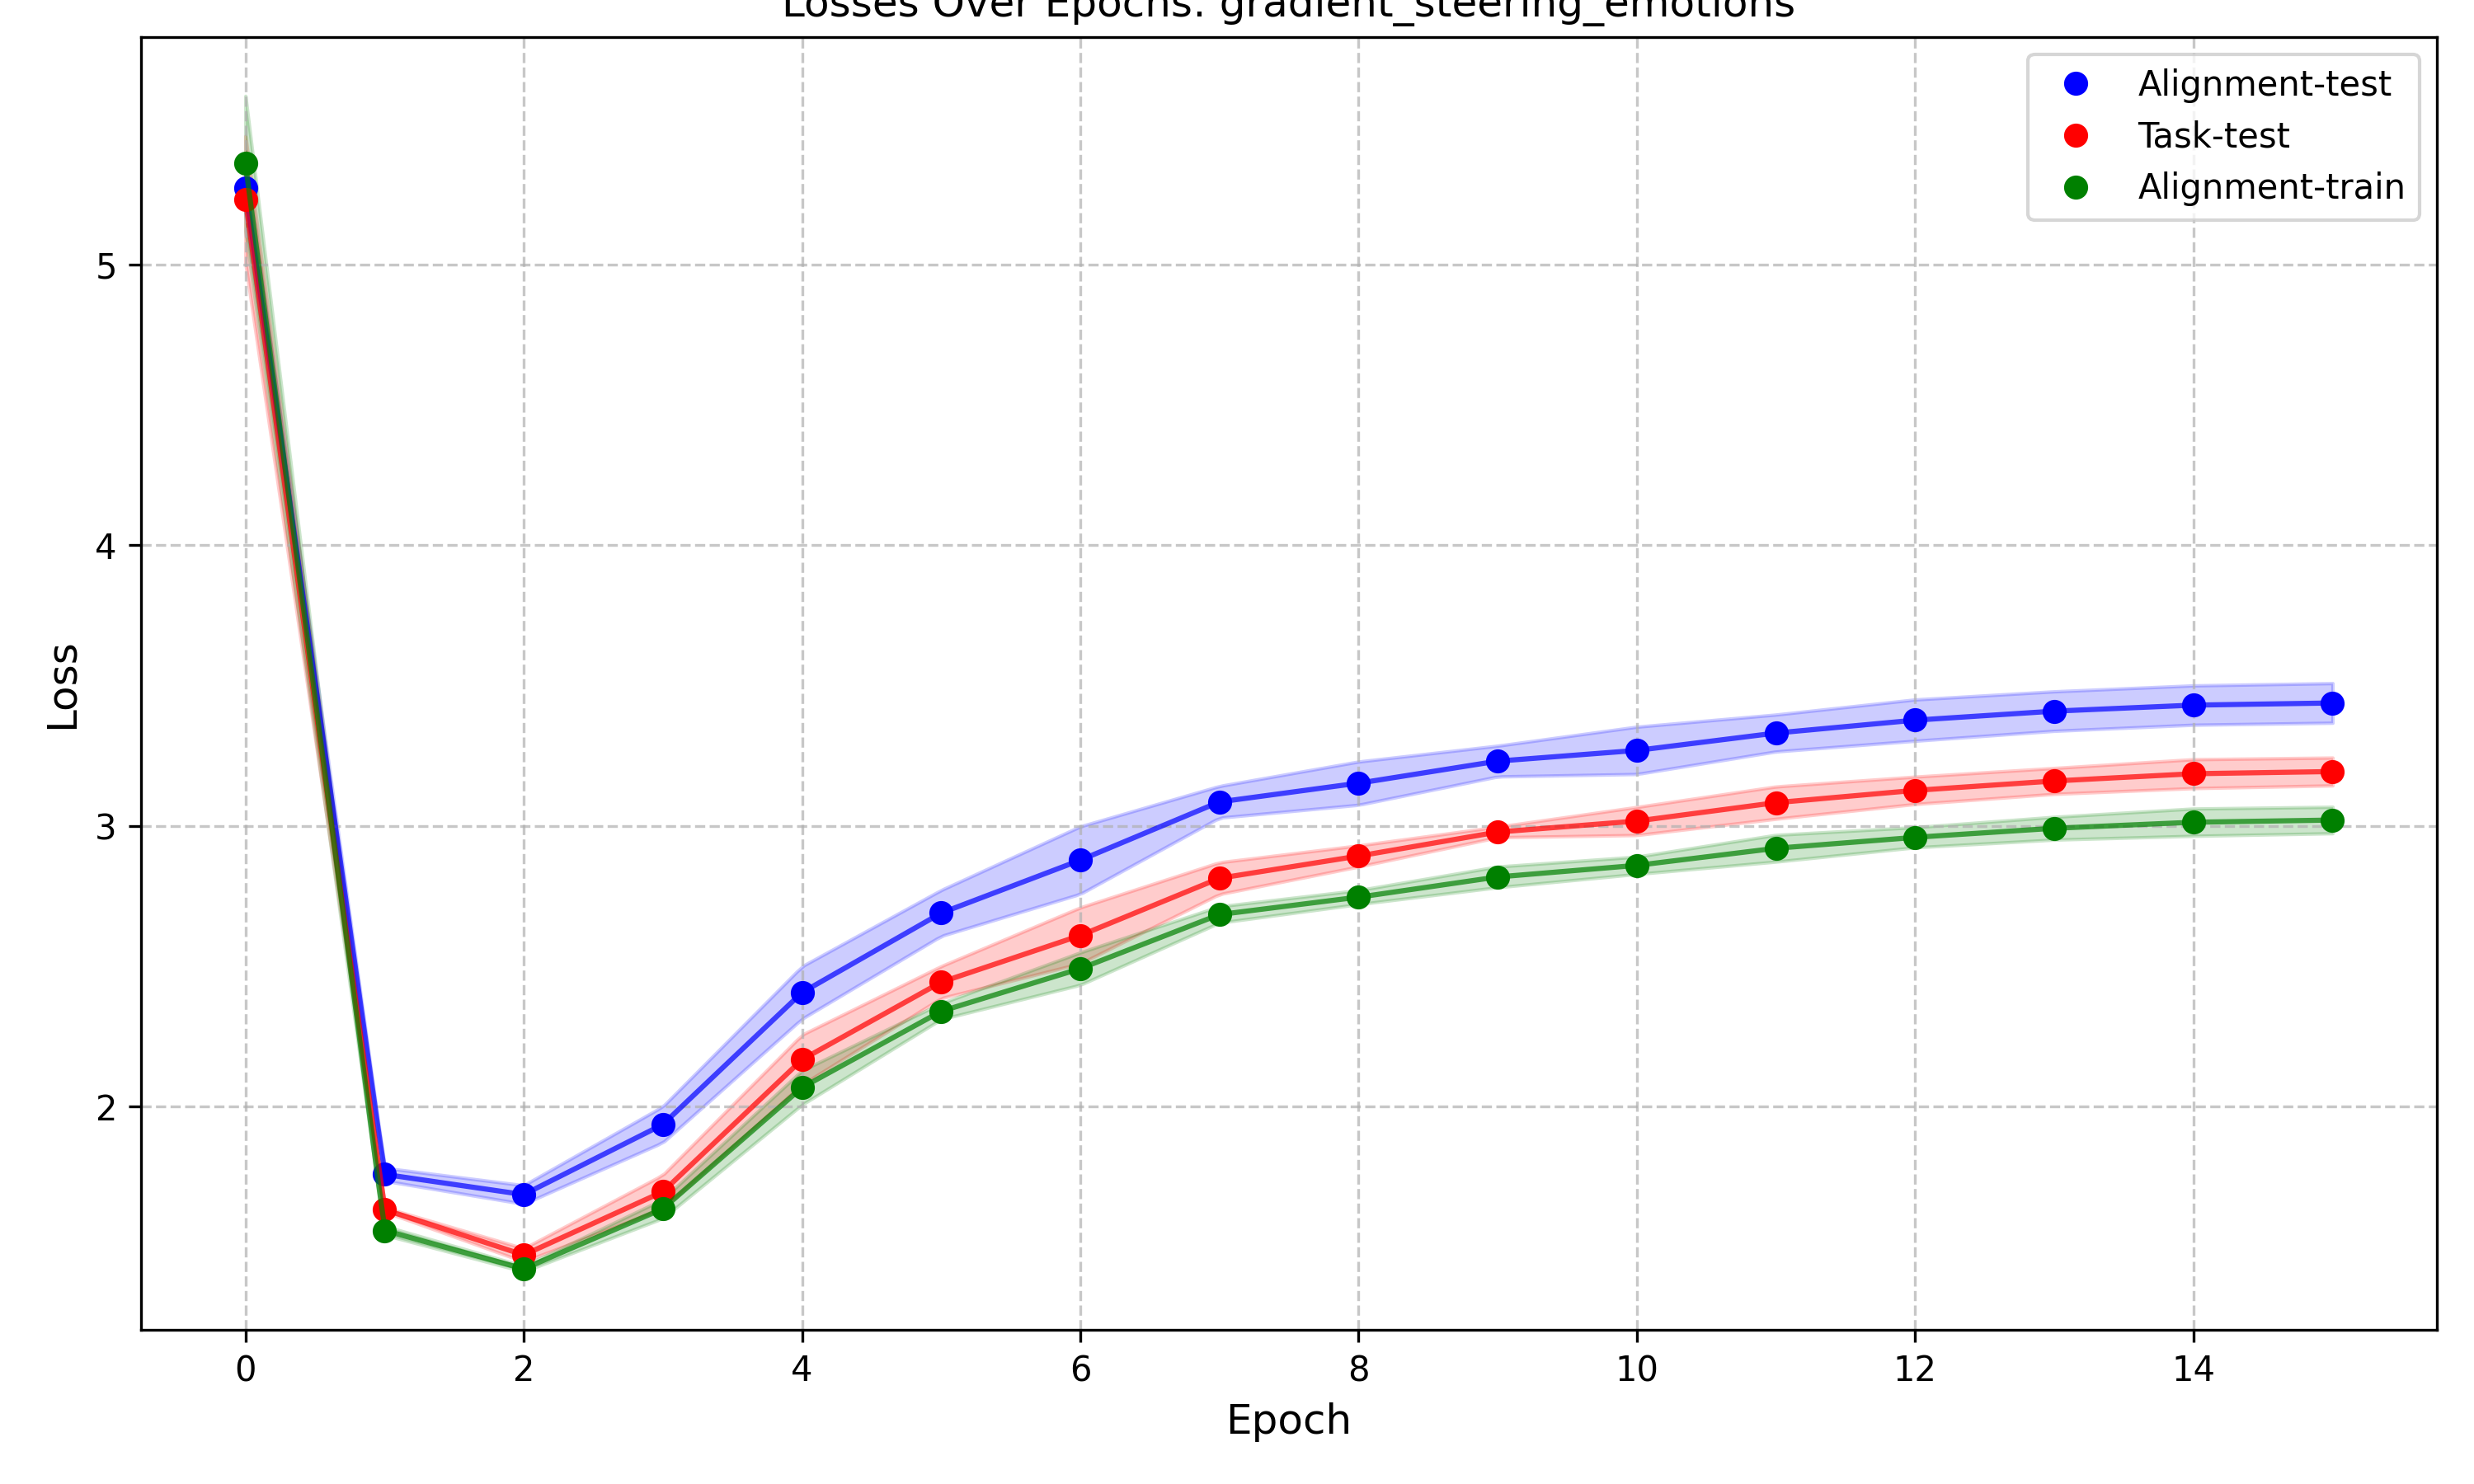 Losses Over Epochs: gradient_steering_emotions
Alignment-test
Task-test
Alignment-train
5
4
3
2
Loss
0 2 4 6 8 10 12 14
Epoch